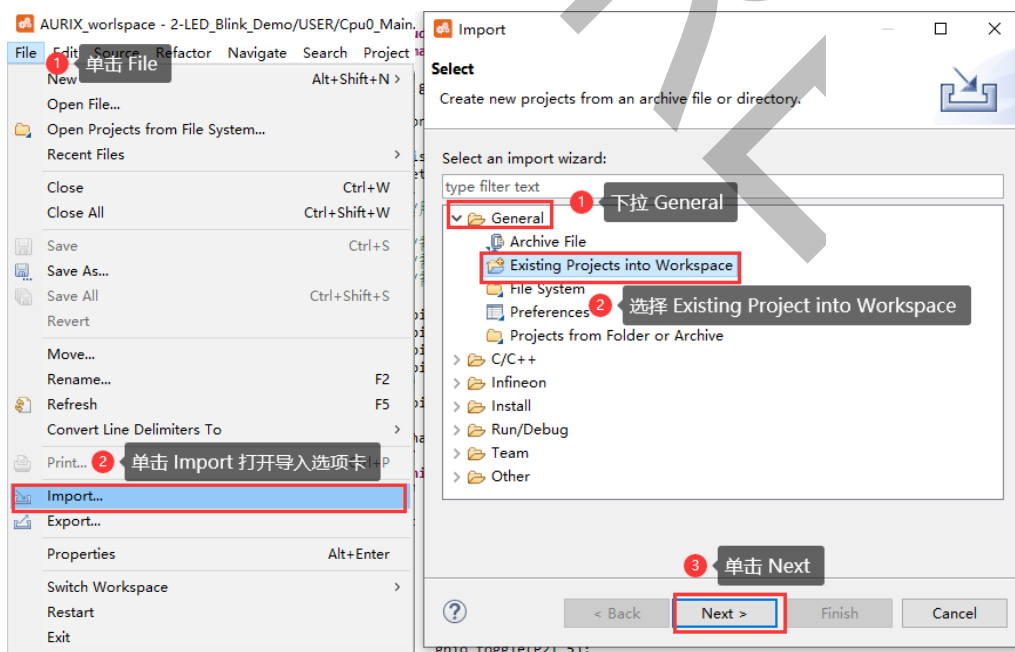 AURIX_worlspace - 2-LED_Blink_Demo/USER/Cpu0_Main.
File Edit Source Refactor Navigate Search Project
1 单击 File
New Alt+Shift+N >
Open File...
Open Projects from File System...
Recent Files >
Close Ctrl+W
Close All Ctrl+Shift+W
Save Ctrl+S
Save As...
Save All Ctrl+Shift+S
Revert
Move...
Rename... F2
Refresh F5
Convert Line Delimiters To >
Print... 2 单击 Import 打开导入选项卡 +P
Import...
Export...
Properties Alt+Enter
Switch Workspace >
Restart
Exit
Import
Select
Create new projects from an archive file or directory.
Select an import wizard:
type filter text
1 下拉 General
General
Archive File
Existing Projects into Workspace
File System
2 选择 Existing Project into Workspace
Preferences
Projects from Folder or Archive
C/C++
Infineon
Install
Run/Debug
Team
Other
3 单击 Next
? < Back Next > Finish Cancel